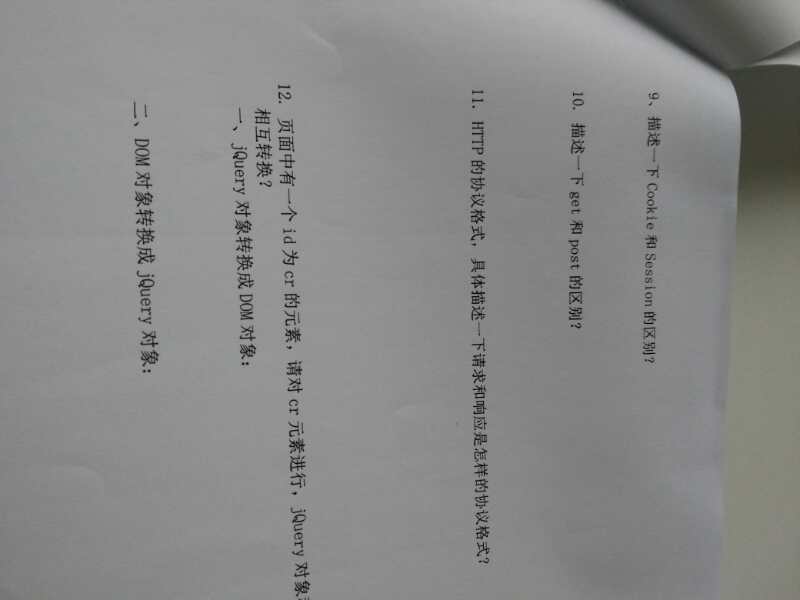 9、描述一下 Cookie 和 Session 的区别？
10. 描述一下 get 和 post 的区别？
11. HTTP 的协议格式，具体描述一下请求和响应是怎样的协议格式？
12. 页面中有一个 id 为 cr 的元素，请对 cr 元素进行，jQuery 对象
相互转换？
一、jQuery 对象转换成 DOM 对象：
二、DOM 对象转换成 jQuery 对象：